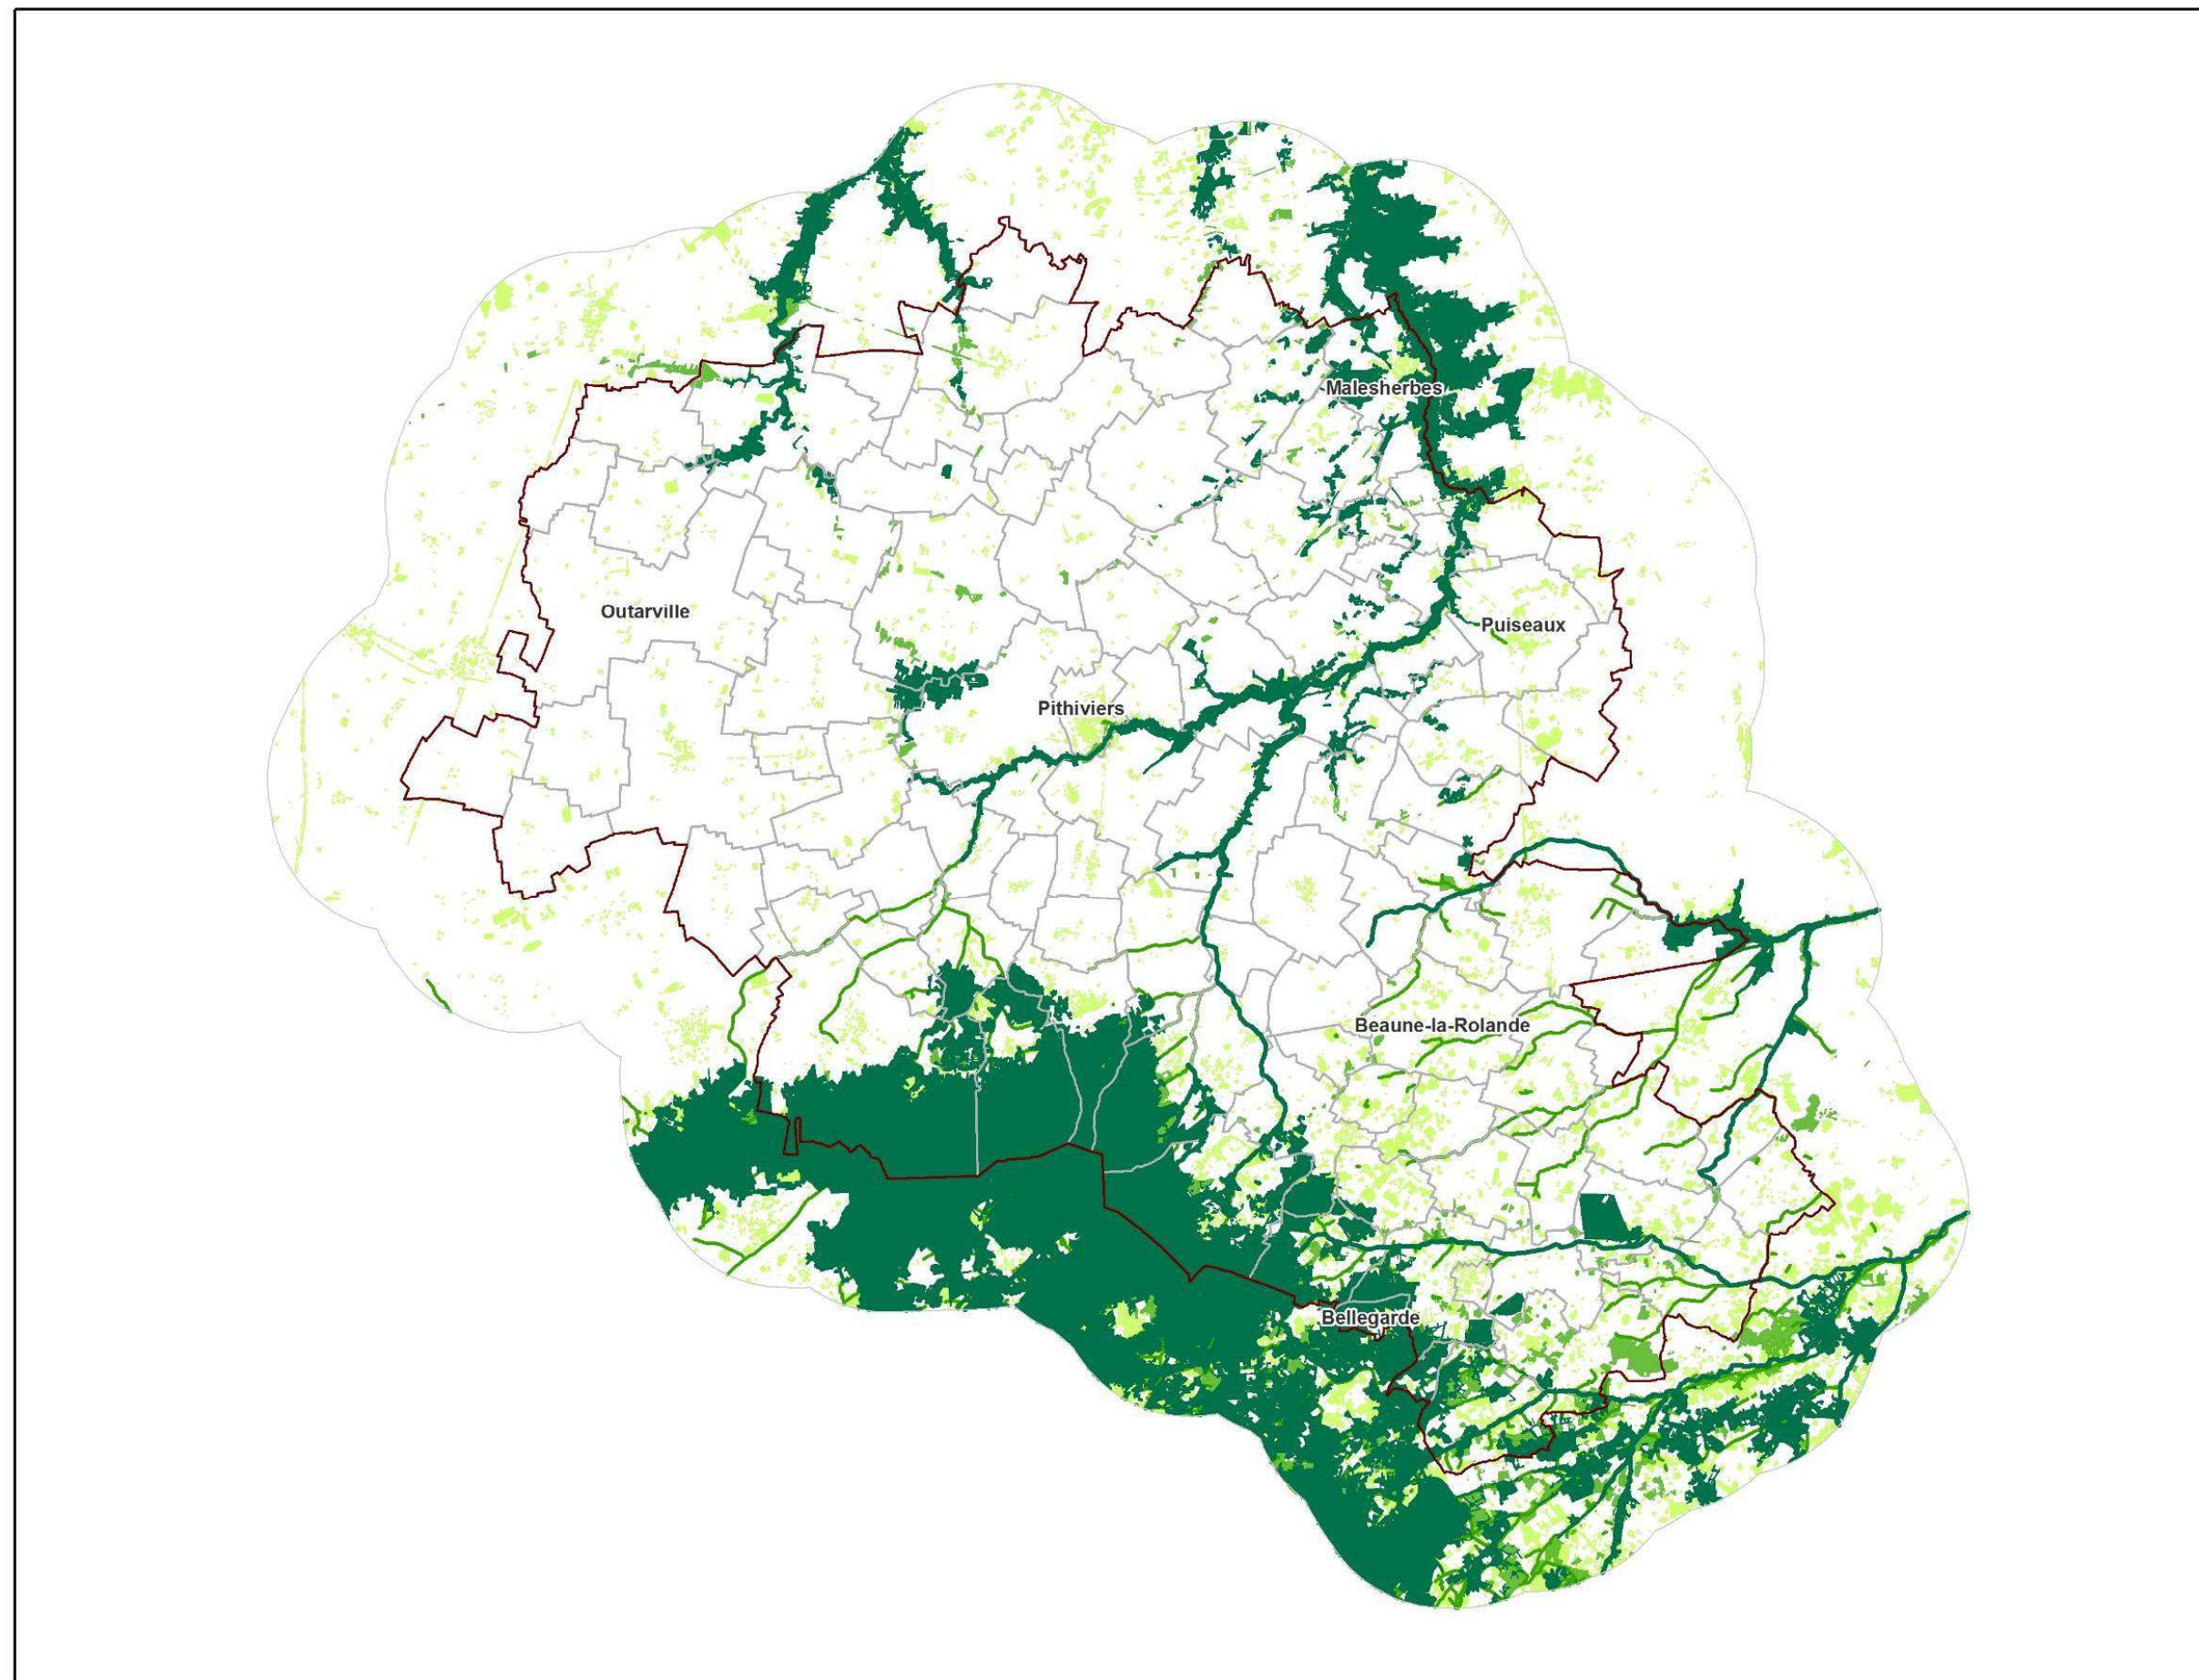 Malesherbes
Outarville
Puiseaux
Pithiviers
Beaune-la-Rolande
Bellegarde